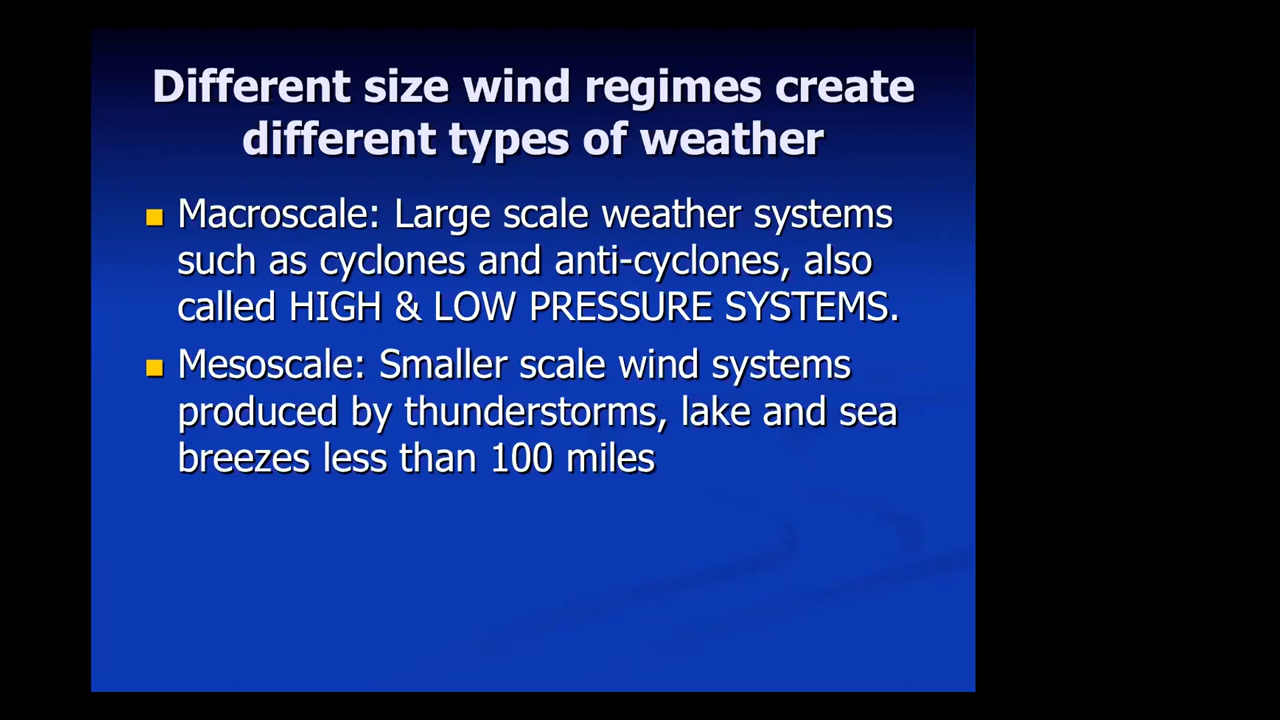 Different size wind regimes create
different types of weather
Macroscale: Large scale weather systems
such as cyclones and anti-cyclones, also
called HIGH & LOW PRESSURE SYSTEMS.
Mesoscale: Smaller scale wind systems
produced by thunderstorms, lake and sea
breezes less than 100 miles